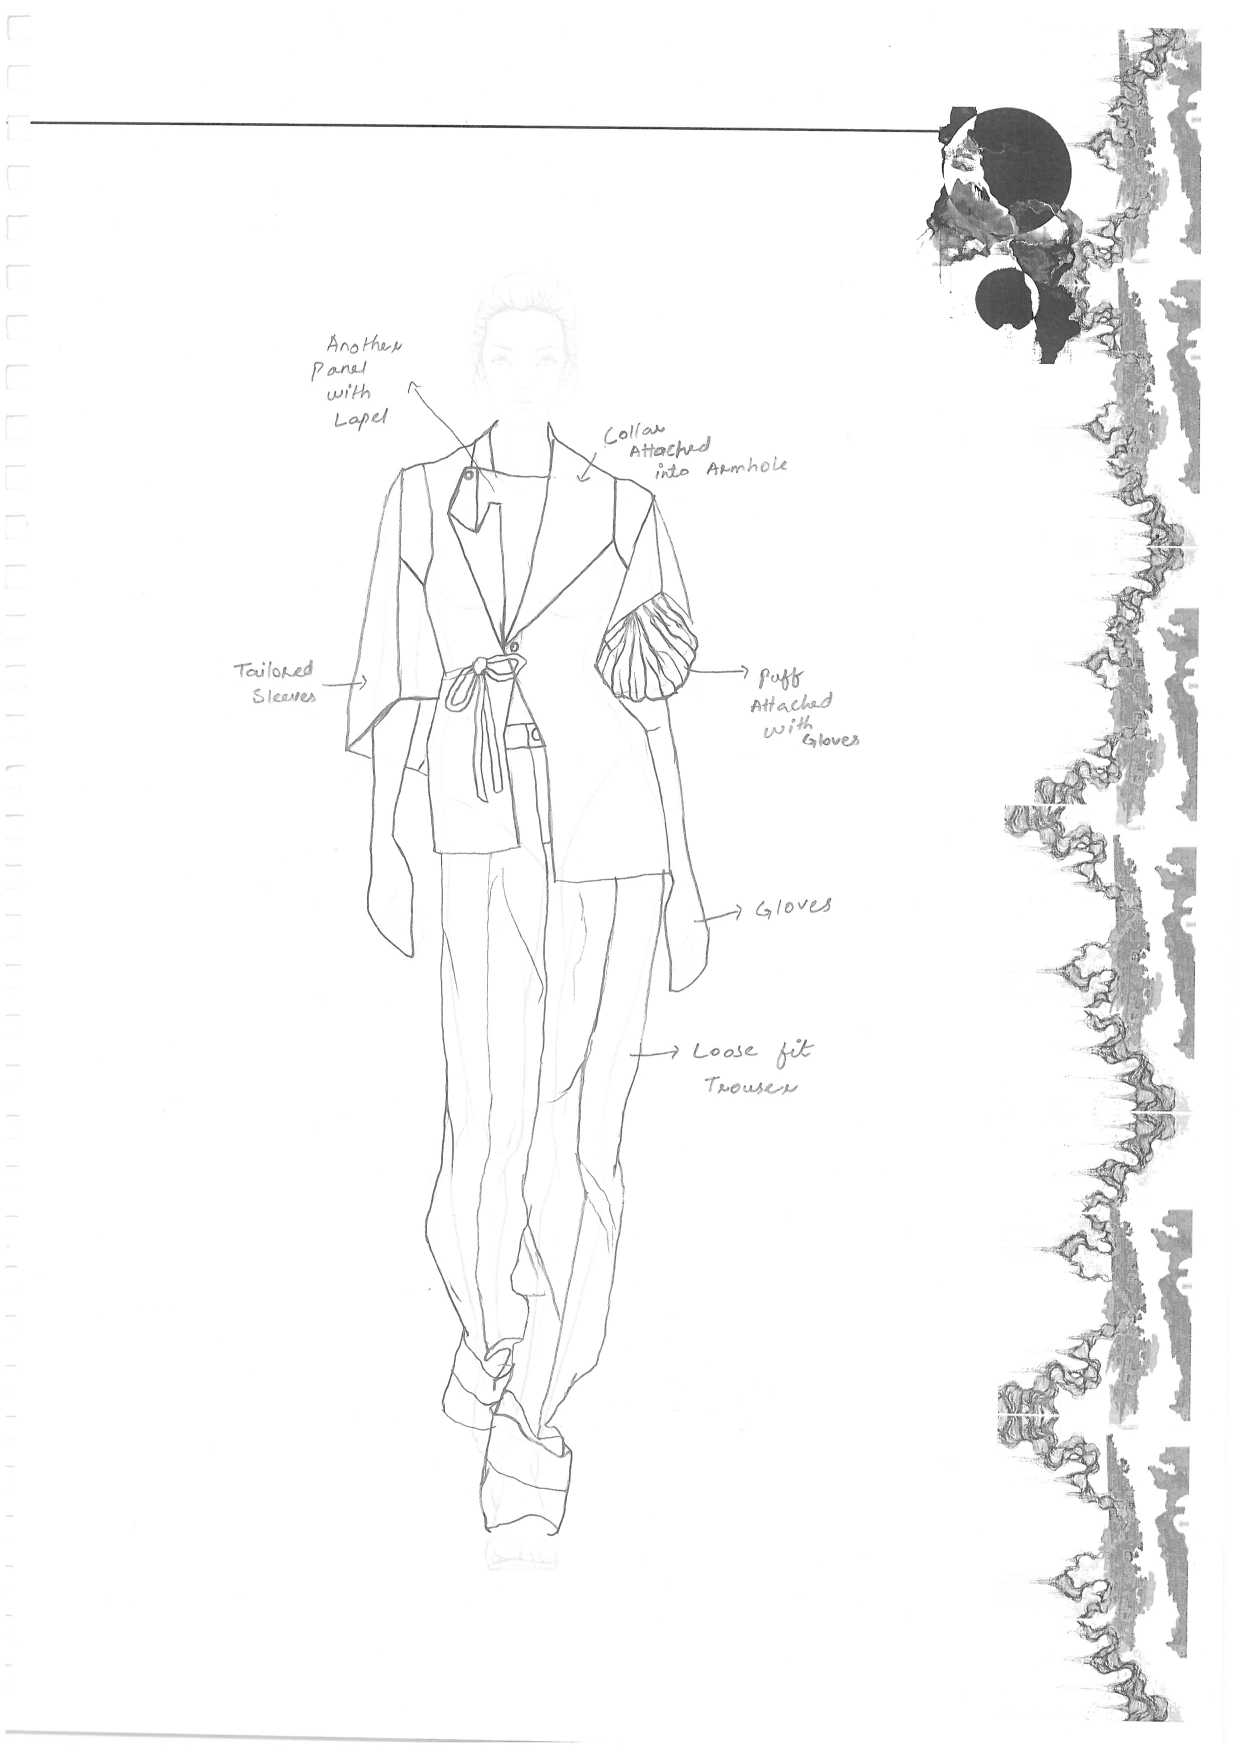 Another
Panel
with
Lapel
Collar
Attached
into Armhole
Tailored
Sleeves
Puff
Attached
with
Gloves
Gloves
Loose fit
Trouser